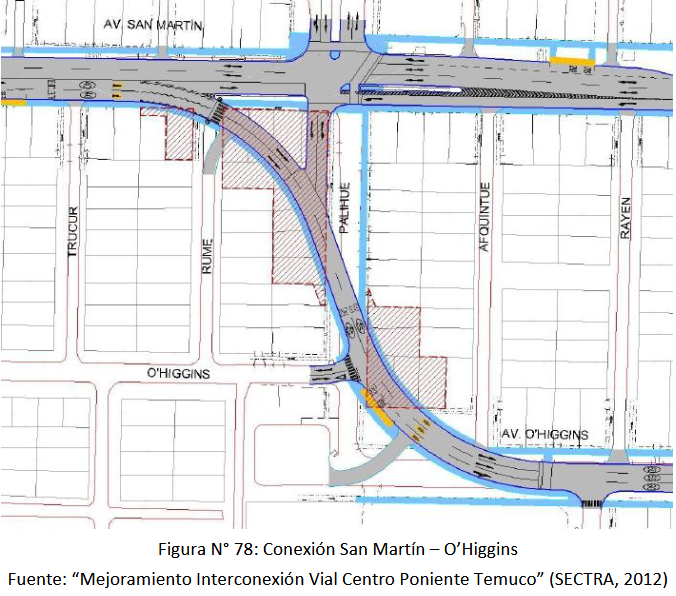 AV. SAN MARTÍN
TRUCUR
RUME
PALIHUE
AFQUINTUE
RAYEN
O'HIGGINS
AV. O'HIGGINS
Figura N° 78: Conexión San Martín – O’Higgins
Fuente: “Mejoramiento Interconexión Vial Centro Poniente Temuco” (SECTRA, 2012)